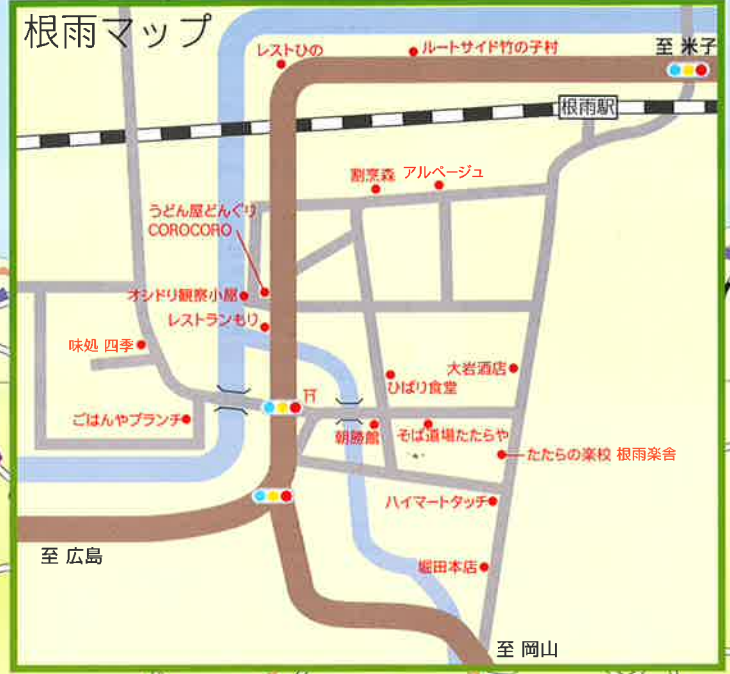 根雨マップ
レストひの
ルートサイド竹の子村
至 米子
根雨駅
割烹森
アルページュ
うどん屋どんぐり
COROCORO
オシドリ観察小屋
レストランもり
味処 四季
大岩酒店
ひばり食堂
ごはんやブランチ
朝勝館
そば道場たたらや
たたらの楽校 根雨楽舎
ハイマートタッチ
至 広島
堀田本店
至 岡山